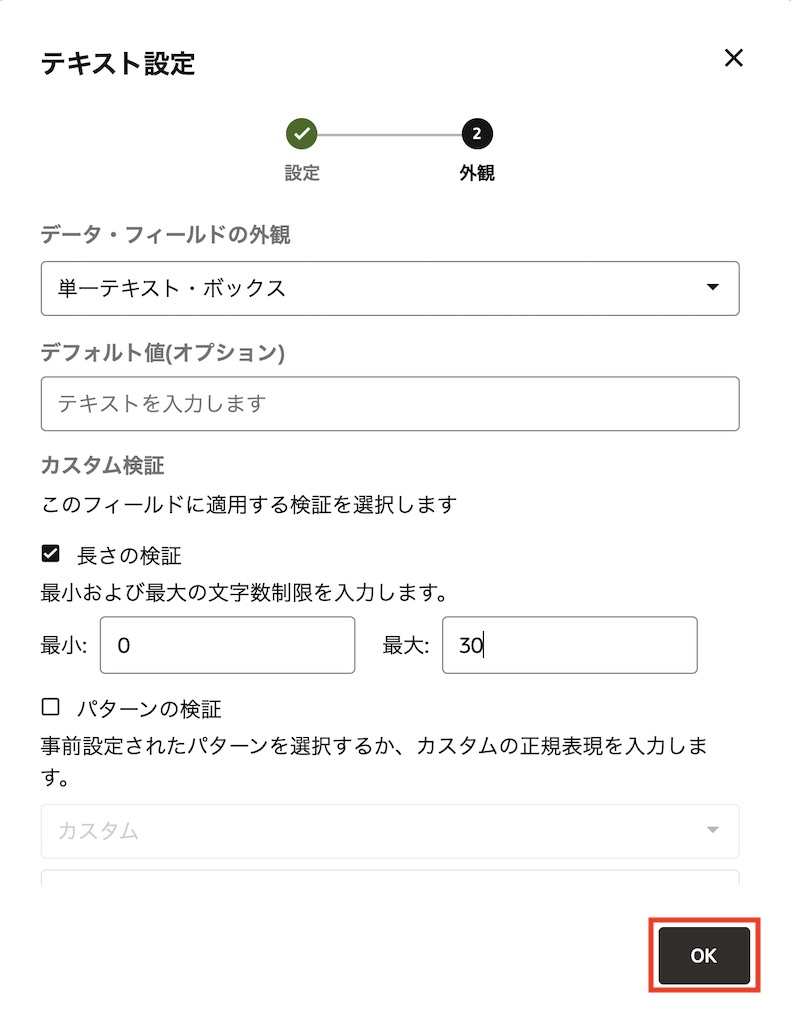 テキスト設定
2
設定
外観
データ・フィールドの外観
単一テキスト・ボックス
デフォルト値(オプション)
テキストを入力します
カスタム検証
このフィールドに適用する検証を選択します
長さの検証
最小および最大の文字数制限を入力します。
最小: 0 最大: 30
パターンの検証
事前設定されたパターンを選択するか、カスタムの正規表現を入力しま
す。
カスタム
OK